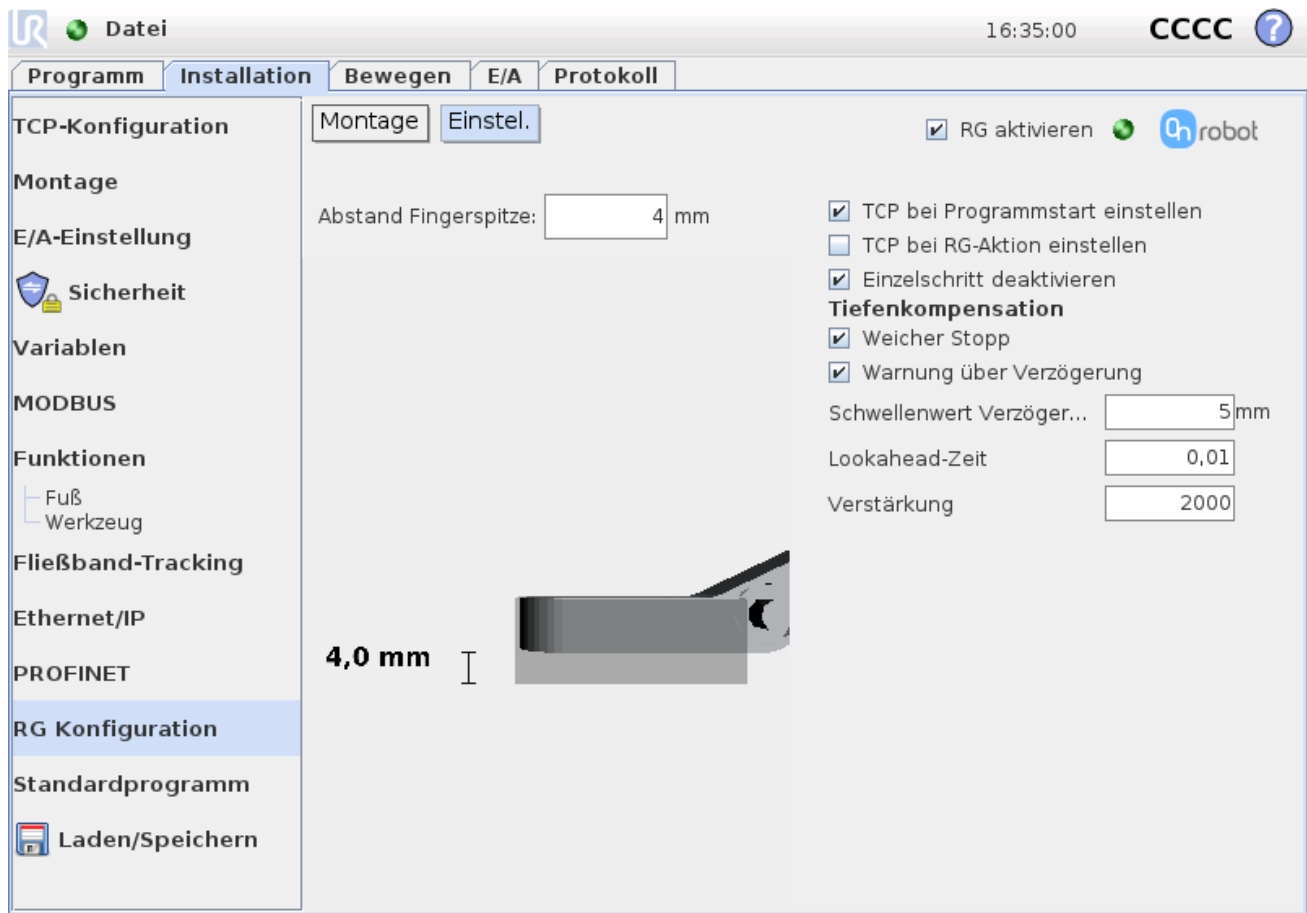 Datei
16:35:00
CCCC
?
Programm
Installation
Bewegen
E/A
Protokoll
TCP-Konfiguration
Montage
E/A-Einstellung
Sicherheit
Variablen
MODBUS
Funktionen
Fuß
Werkzeug
Fließband-Tracking
Ethernet/IP
PROFINET
RG Konfiguration
Standardprogramm
Laden/Speichern
Montage
Einstel.
RG aktivieren
On robot
Abstand Fingerspitze: 4 mm
4,0 mm
TCP bei Programmstart einstellen
TCP bei RG-Aktion einstellen
Einzelschritt deaktivieren
Tiefenkompensation
Weicher Stopp
Warnung über Verzögerung
Schwellenwert Verzöger... 5 mm
Lookahead-Zeit 0,01
Verstärkung 2000